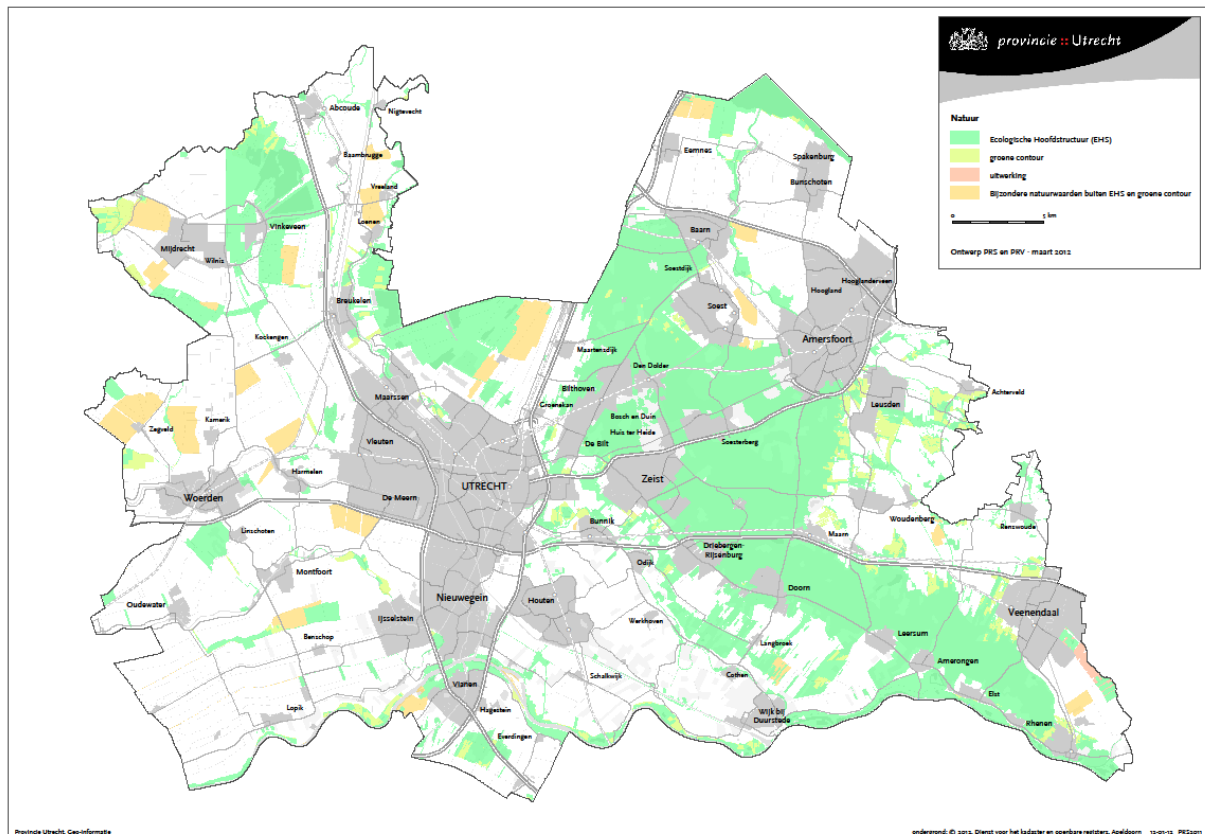 provincie :: Utrecht
Natuur
Ecologische Hoofdstructuur (EHS)
groene contour
uitwerking
Bijzondere natuurwaarden buiten EHS en groene contour
0 5 km
Ontwerp PRS en PRV - maart 2012
Abcoude
Nigtevecht
Baambrugge
Vreeland
Loenen
Vinkeveen
Mijdrecht
Wilnis
Breukelen
Kockengen
Eemnes
Spakenburg
Bunschoten
Baarn
Soestdijk
Hooglanderveen
Hoogland
Soest
Amersfoort
Maartensdijk
Den Dolder
Bilthoven
Groenekan
Bosch en Duin
Huis ter Heide
De Bilt
Soesterberg
Leusden
Achterveld
Maarssen
Vleuten
Zegveld
Kamerik
Harmelen
Woerden
De Meern
UTRECHT
Zeist
Linschoten
Bunnik
Woudenberg
Renswoude
Maarn
Driebergen-
Rijsenburg
Odijk
Montfoort
Doorn
Oudewater
Nieuwegein
Houten
Veenendaal
Ijsselstein
Werkhoven
Benschop
Langbroek
Leersum
Amerongen
Schalkwijk
Cothen
Vianen
Elst
Lopik
Hagestein
Wijk bij
Duurstede
Rhenen
Everdingen
Provincie Utrecht, Geo-informatie
ondergrond: © 2012, Dienst voor het kadaster en openbare registers, Apeldoorn 12-01-12 PRS2011